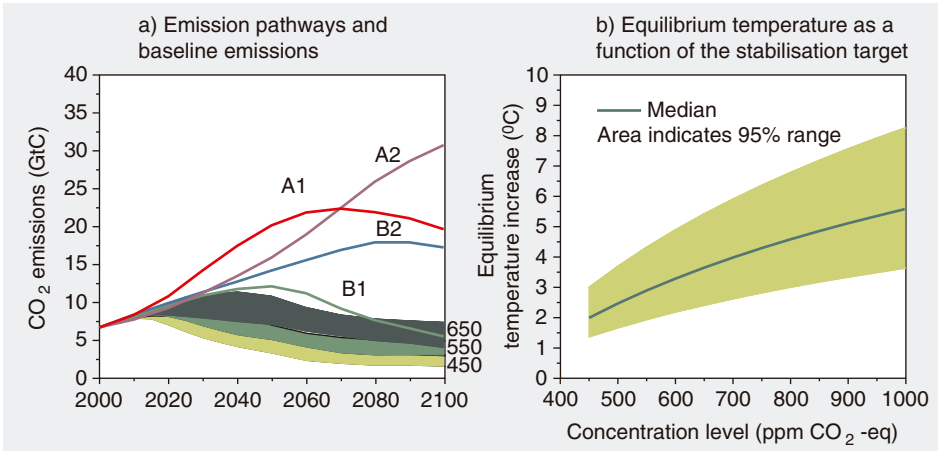 a) Emission pathways and
baseline emissions
CO2 emissions (GtC)
40
35
30
25
20
15
10
5
0
A1
A2
B2
B1
650
550
450
2000
2020
2040
2060
2080
2100
b) Equilibrium temperature as a
function of the stabilisation target
Equilibrium
temperature increase (ºC)
10
9
8
7
6
5
4
3
2
1
0
Median
Area indicates 95% range
400
500
600
700
800
900
1000
Concentration level (ppm CO2 -eq)